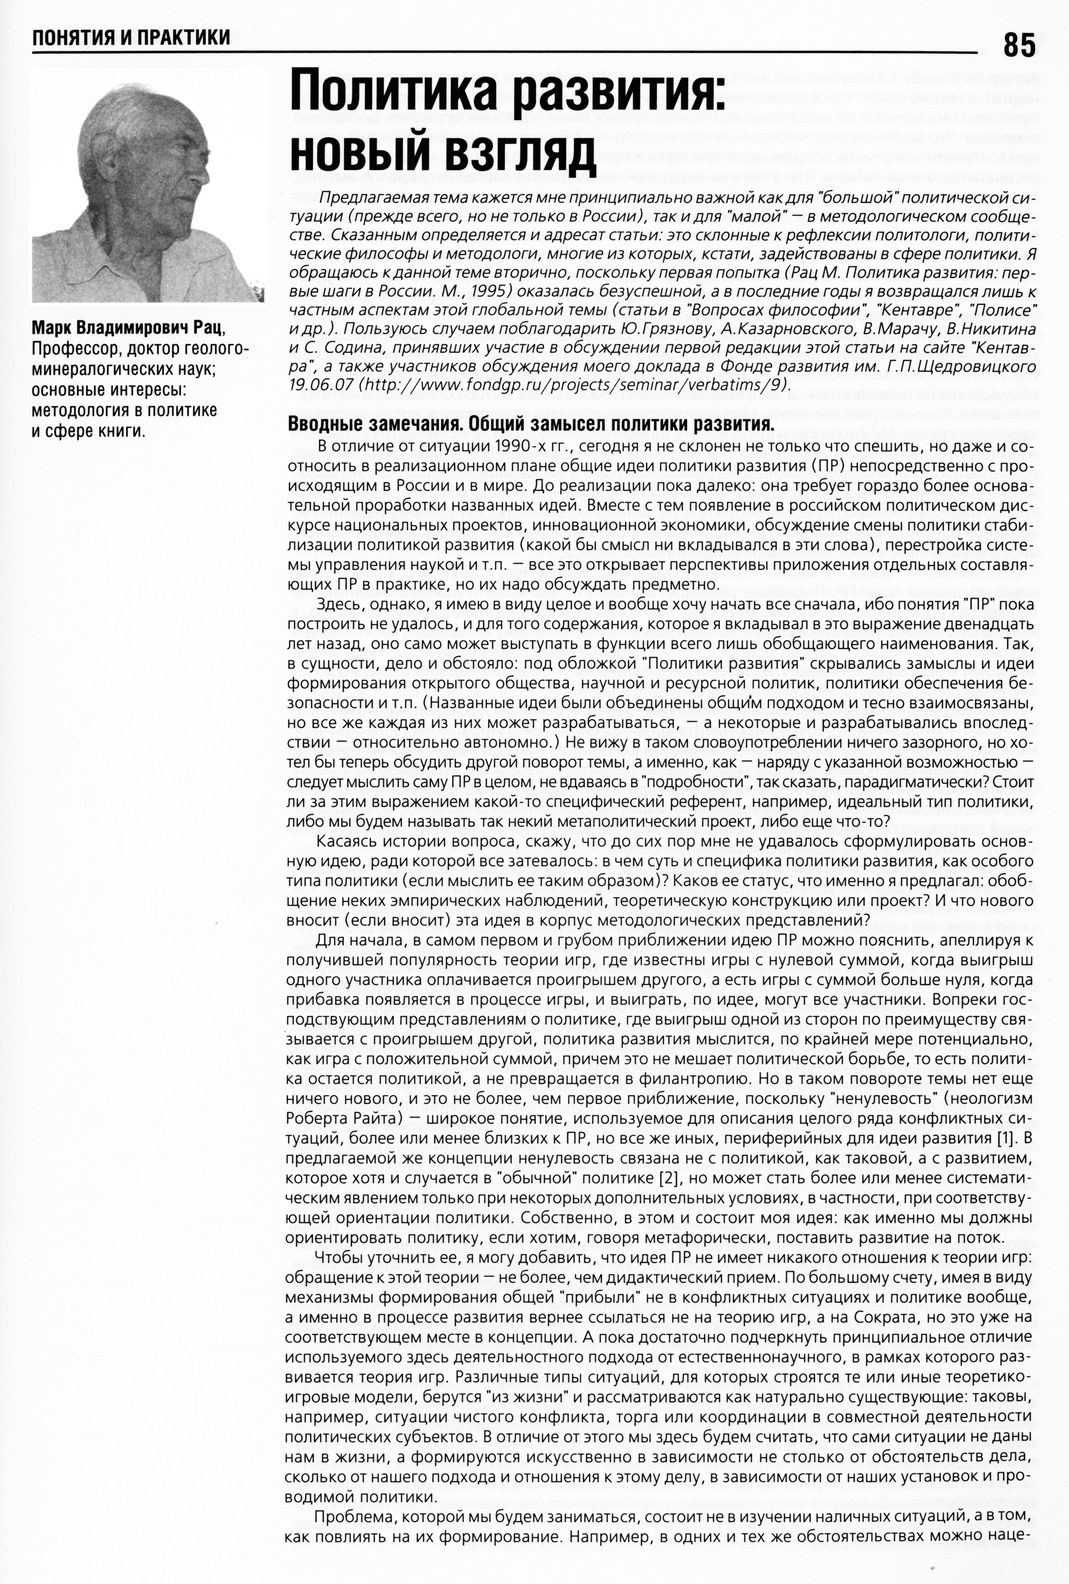 ПОНЯТИЯ И ПРАКТИКИ
85
Политика развития:
новый взгляд
Марк Владимирович Рац,
Профессор, доктор геолого-
минералогических наук;
основные интересы:
методология в политике
и сфере книги.
Предлагаемая тема кажется мне принципиально важной как для "большой" политической си-
туации (прежде всего, но не только в России), так и для "малой" — в методологическом сообще-
стве. Сказанным определяется и адресат статьи: это склонные к рефлексии политологи, полити-
ческие философы и методологи, многие из которых, кстати, задействованы в сфере политики. Я
обращаюсь к данной теме вторично, поскольку первая попытка (Рац М. Политика развития: пер-
вые шаги в России. М., 1995) оказалась безуспешной, а в последние годы я возвращался лишь к
частным аспектам этой глобальной темы (статьи в "Вопросах философии", "Кентавре", "Полисе"
и др.). Пользуюсь случаем поблагодарить Ю.Грязнову, А.Казарновского, В.Марачу, В.Никитина
и С. Содина, принявших участие в обсуждении первой редакции этой статьи на сайте "Кентав-
ра", а также участников обсуждения моего доклада в Фонде развития им. Г.П.Щедровицкого
19.06.07 (http://www.fondgp.ru/projects/seminar/verbatims/9).
Вводные замечания. Общий замысел политики развития.
В отличие от ситуации 1990-х гг., сегодня я не склонен не только что спешить, но даже и со-
относить в реализационном плане общие идеи политики развития (ПР) непосредственно с про-
исходящим в России и в мире. До реализации пока далеко: она требует гораздо более основа-
тельной проработки названных идей. Вместе с тем появление в российском политическом дис-
курсе национальных проектов, инновационной экономики, обсуждение смены политики стаби-
лизации политикой развития (какой бы смысл ни вкладывался в эти слова), перестройка систе-
мы управления наукой и т.п. — все это открывает перспективы приложения отдельных составля-
ющих ПР в практике, но их надо обсуждать предметно.
Здесь, однако, я имею в виду целое и вообще хочу начать все сначала, ибо понятия "ПР" пока
построить не удалось, и для того содержания, которое я вкладывал в это выражение двенадцать
лет назад, оно само может выступать в функции всего лишь обобщающего наименования. Так,
в сущности, дело и обстояло: под обложкой "Политики развития" скрывались замыслы и идеи
формирования открытого общества, научной и ресурсной политик, политики обеспечения бе-
зопасности и т.п. (Названные идеи были объединены общим подходом и тесно взаимосвязаны,
но все же каждая из них может разрабатываться, — а некоторые и разрабатывались впослед-
ствии — относительно автономно.) Не вижу в таком словоупотреблении ничего зазорного, но хо-
тел бы теперь обсудить другой поворот темы, а именно, как — наряду с указанной возможностью —
следует мыслить саму ПР в целом, не вдаваясь в "подробности", так сказать, парадигматически? Стоит
ли за этим выражением какой-то специфический референт, например, идеальный тип политики,
либо мы будем называть так некий метаполитический проект, либо еще что-то?
Касаясь истории вопроса, скажу, что до сих пор мне не удавалось сформулировать основ-
ную идею, ради которой все затевалось: в чем суть и специфика политики развития, как особого
типа политики (если мыслить ее таким образом)? Каков ее статус, что именно я предлагал: обоб-
щение неких эмпирических наблюдений, теоретическую конструкцию или проект? И что нового
вносит (если вносит) эта идея в корпус методологических представлений?
Для начала, в самом первом и грубом приближении идею ПР можно пояснить, апеллируя к
получившей популярность теории игр, где известны игры с нулевой суммой, когда выигрыш
одного участника оплачивается проигрышем другого, а есть игры с суммой больше нуля, когда
прибавка появляется в процессе игры, и выиграть, по идее, могут все участники. Вопреки гос-
подствующим представлениям о политике, где выигрыш одной из сторон по преимуществу свя-
зывается с проигрышем другой, политика развития мыслится, по крайней мере потенциально,
как игра с положительной суммой, причем это не мешает политической борьбе, то есть полити-
ка остается политикой, а не превращается в филантропию. Но в таком повороте темы нет еще
ничего нового, и это не более, чем первое приближение, поскольку "ненулевость" (неологизм
Роберта Райта) — широкое понятие, используемое для описания целого ряда конфликтных си-
туаций, более или менее близких к ПР, но все же иных, периферийных для идеи развития [1]. В
предлагаемой же концепции ненулевость связана не с политикой, как таковой, а с развитием,
которое хотя и случается в "обычной" политике [2], но может стать более или менее системати-
ческим явлением только при некоторых дополнительных условиях, в частности, при соответству-
ющей ориентации политики. Собственно, в этом и состоит моя идея: как именно мы должны
ориентировать политику, если хотим, говоря метафорически, поставить развитие на поток.
Чтобы уточнить ее, я могу добавить, что идея ПР не имеет никакого отношения к теории игр:
обращение к этой теории — не более, чем дидактический прием. По большому счету, имея в виду
механизмы формирования общей "прибыли" не в конфликтных ситуациях и политике вообще,
а именно в процессе развития вернее ссылаться не на теорию игр, а на Сократа, но это уже на
соответствующем месте в концепции. А пока достаточно подчеркнуть принципиальное отличие
используемого здесь деятельностного подхода от естественнонаучного, в рамках которого раз-
вивается теория игр. Различные типы ситуаций, для которых строятся те или иные теоретико-
игровые модели, берутся "из жизни" и рассматриваются как натурально существующие: таковы,
например, ситуации чистого конфликта, торга или координации в совместной деятельности
политических субъектов. В отличие от этого мы здесь будем считать, что сами ситуации не даны
нам в жизни, а формируются искусственно в зависимости не столько от обстоятельств дела,
сколько от нашего подхода и отношения к этому делу, в зависимости от наших установок и про-
водимой политики.
Проблема, которой мы будем заниматься, состоит не в изучении наличных ситуаций, а в том,
как повлиять на их формирование. Например, в одних и тех же обстоятельствах можно наце-